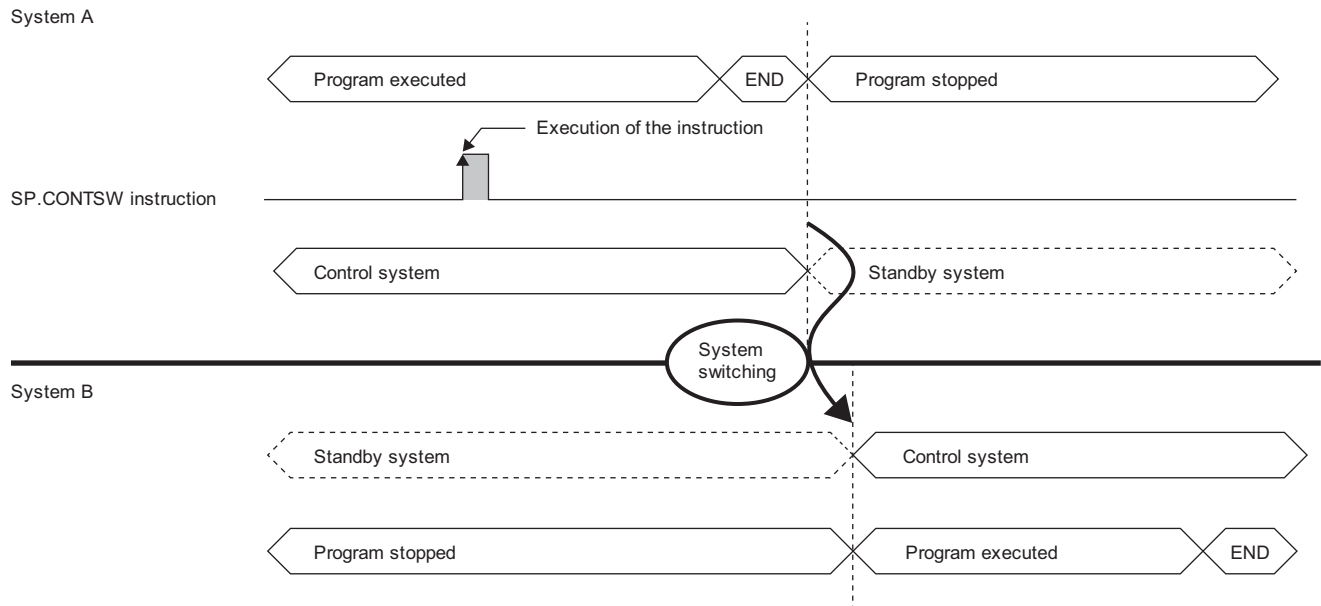 System A
Program executed
END
Program stopped
Execution of the instruction
SP.CONTSW instruction
Control system
Standby system
System
switching
System B
Standby system
Control system
Program stopped
Program executed
END